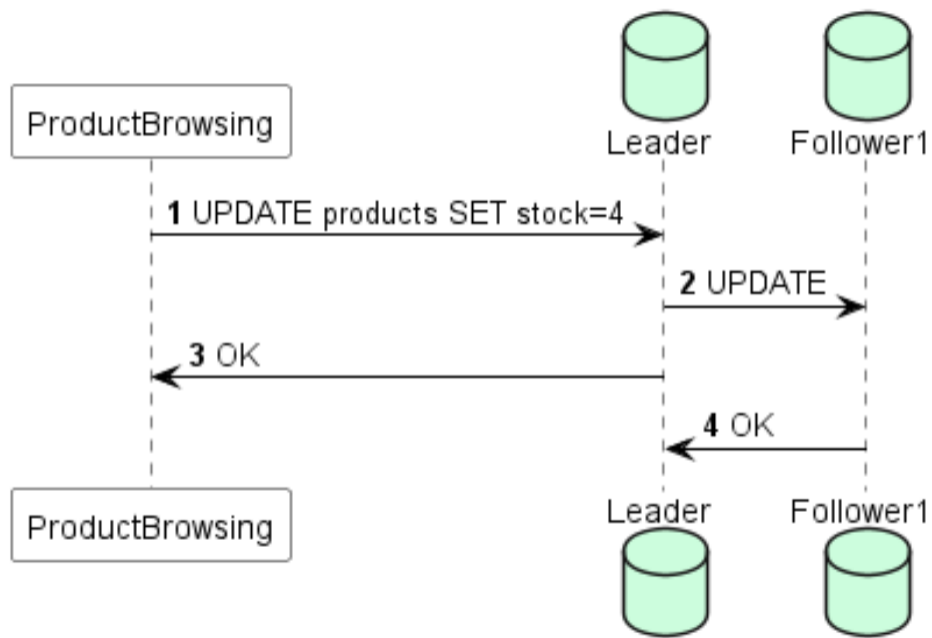 ProductBrowsing
Leader
Follower1
1 UPDATE products SET stock=4
2 UPDATE
3 OK
4 OK
ProductBrowsing
Leader
Follower1